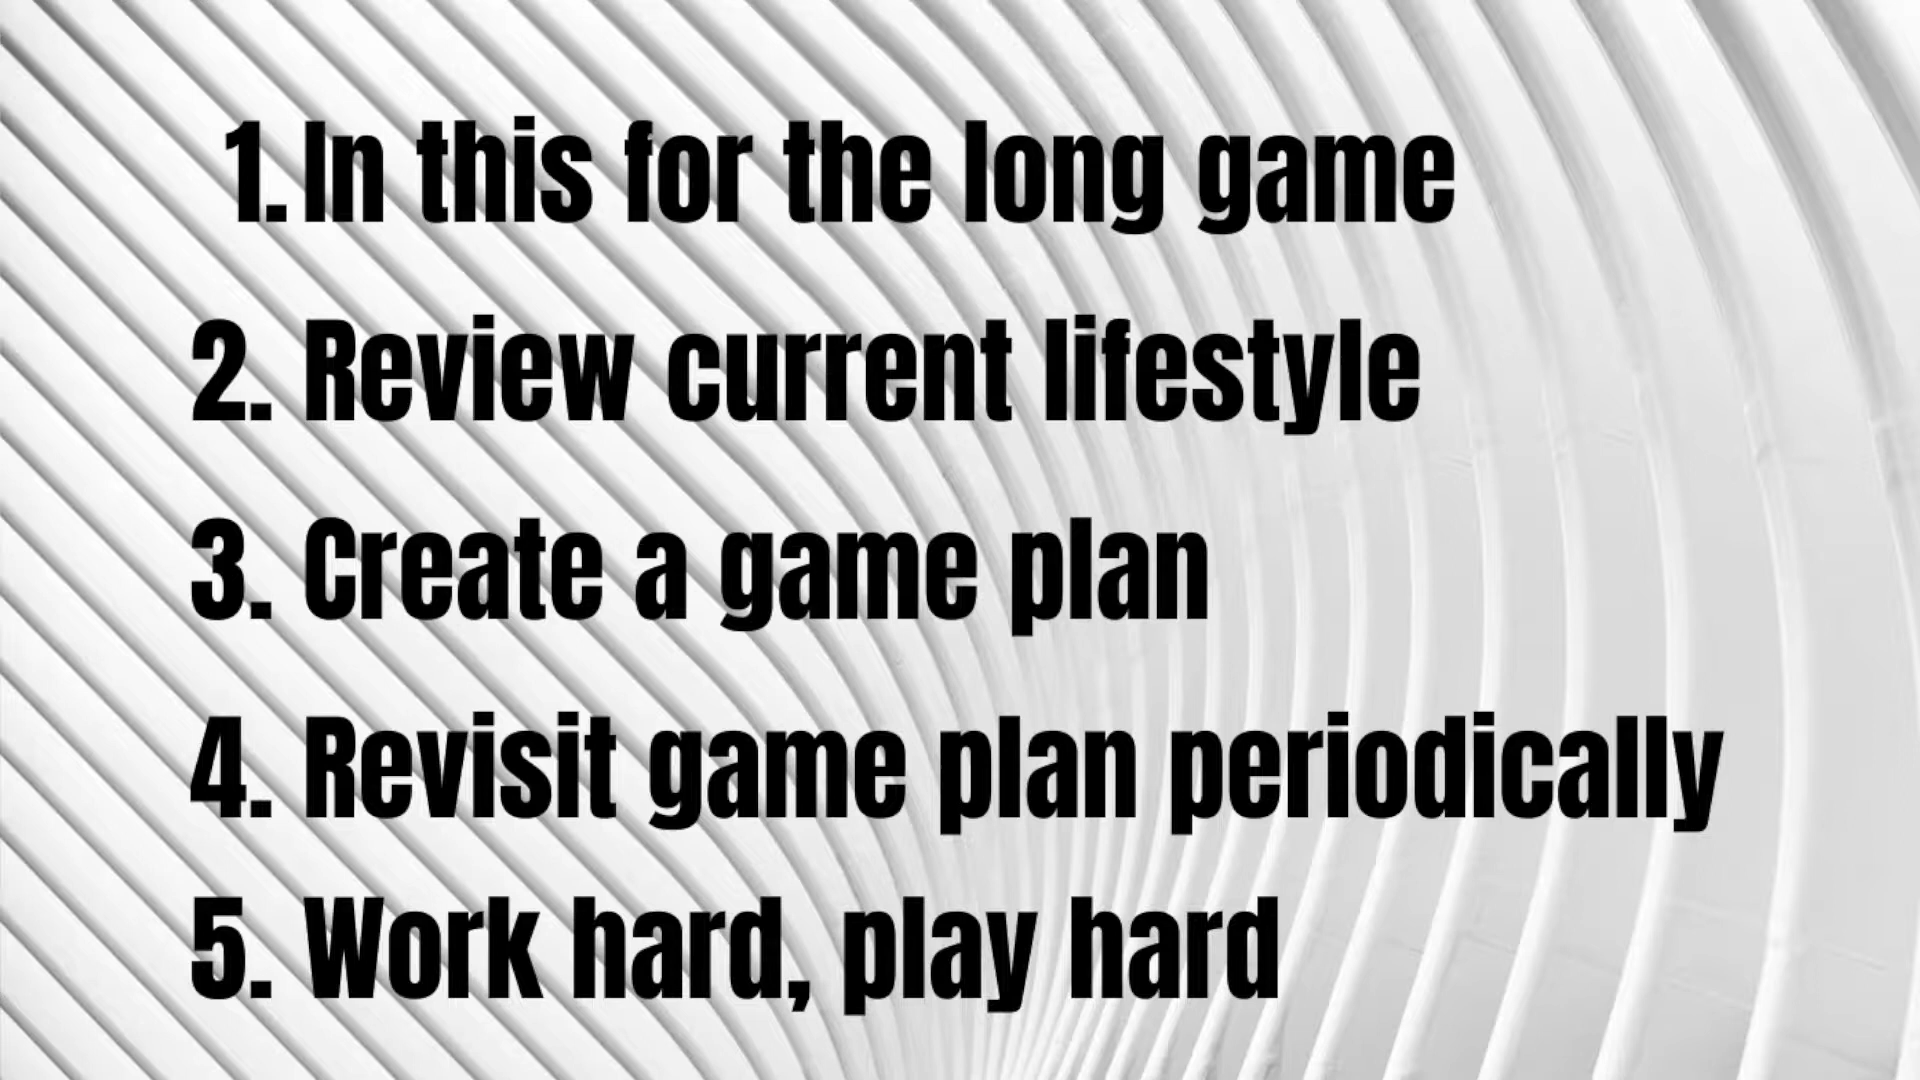 1. In this for the long game
2. Review current lifestyle
3. Create a game plan
4. Revisit game plan periodically
5. Work hard, play hard